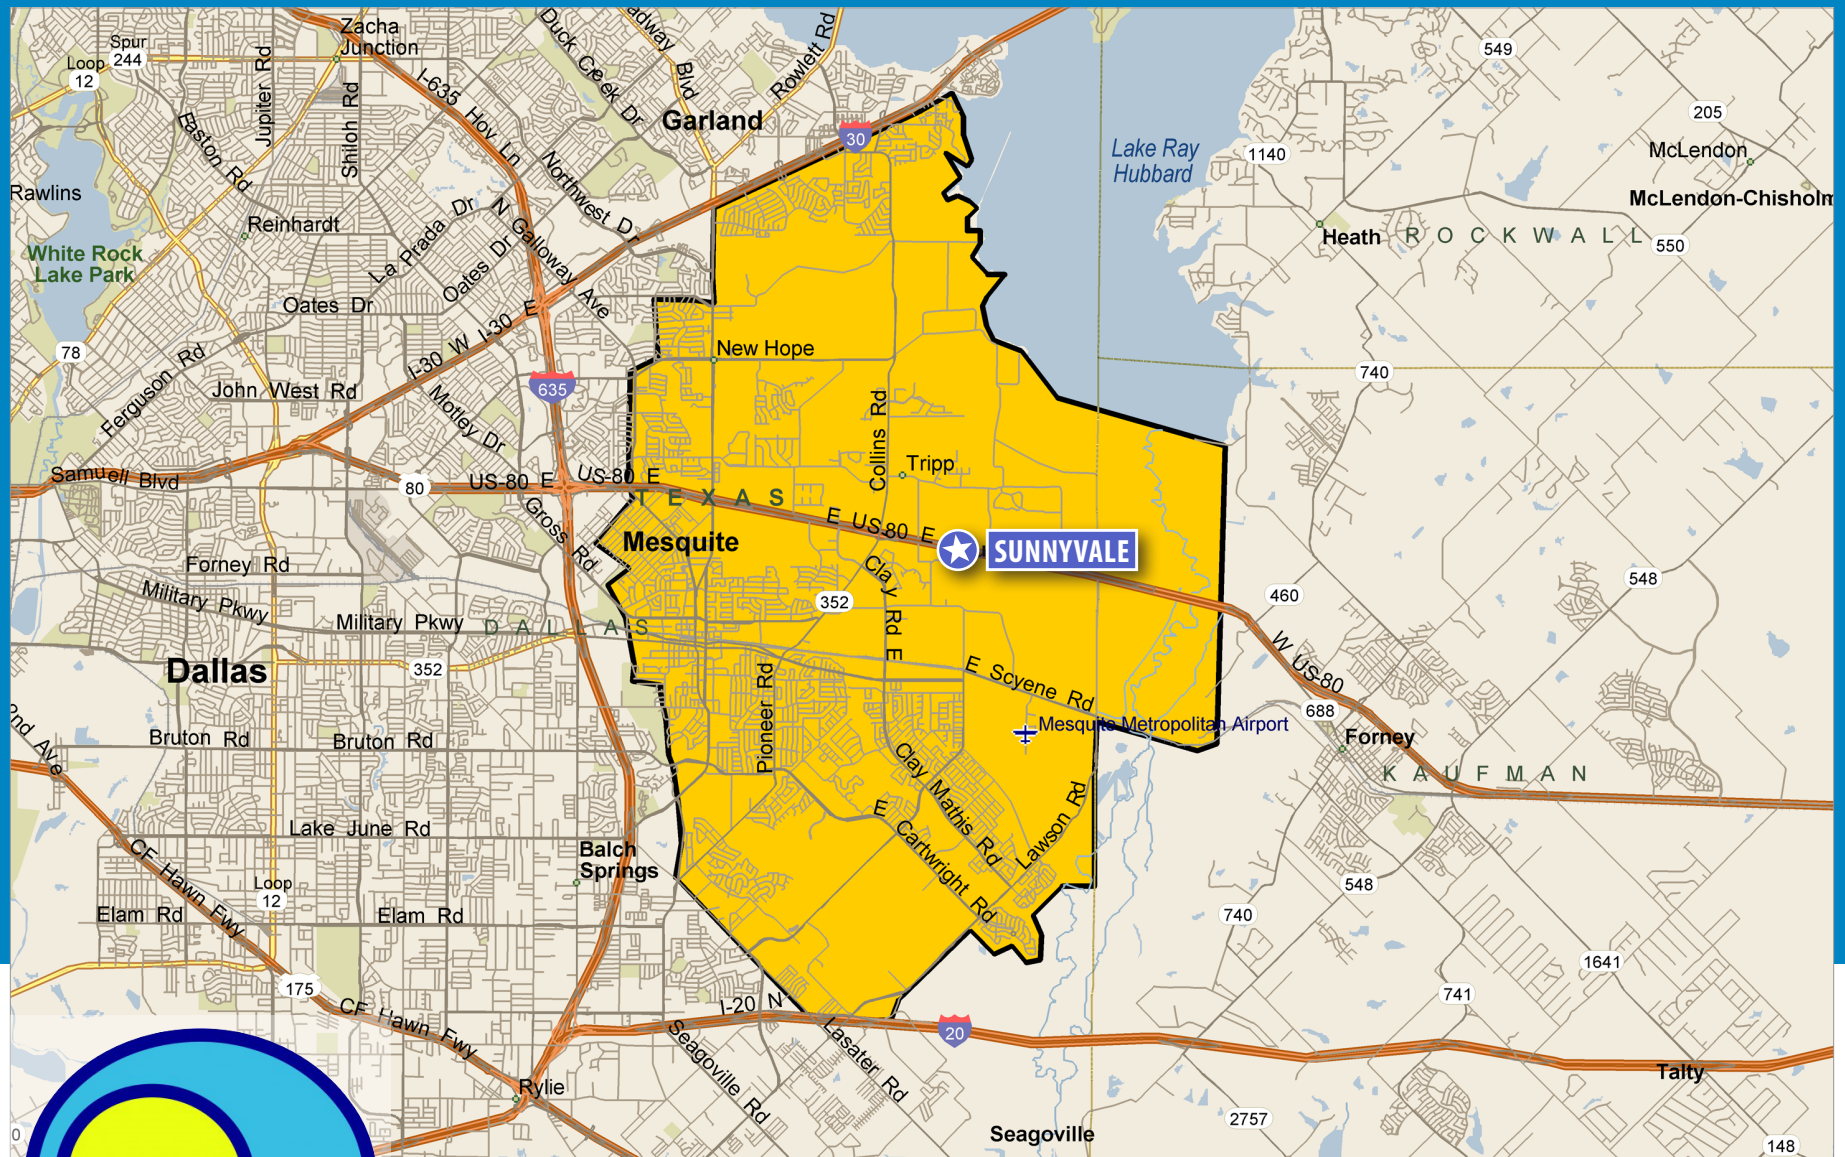 Zacha
Junction
Spur
244
Loop
12
Jupiter Rd
Shiloh Rd
Easton Rd
I-635 Hov Ln
Duck Creek Dr
Blvd
Rowlett Rd
Garland
30
Northwest Dr
549
205
McLendon
McLendon-Chisholm
Lake Ray
Hubbard
1140
Heath
ROCKWALL
550
Rawlins
Reinhardt
White Rock
Lake Park
La Prada Dr
N Galloway Ave
Oates Dr
Oates Dr
I-30 W
I-30 E
78
Ferguson Rd
John West Rd
Motley Dr
635
New Hope
740
Collins Rd
Tripp
Samuell Blvd
80
US-80 E
US-80 E
TEXAS
E US-80 E
SUNNYVALE
Mesquite
Gross Rd
Forney Rd
Military Pkwy
Military Pkwy
DALLAS
352
Clay Rd E
460
548
W US-80
Dallas
352
Pioneer Rd
E Scyene Rd
Mesquite Metropolitan Airport
688
Forney
KAUFMAN
2nd Ave
Bruton Rd
Bruton Rd
Clay Mathis Rd
E Cartwright Rd
Lawson Rd
Lake June Rd
Balch
Springs
CF Hawn Fwy
Loop
12
Elam Rd
Elam Rd
548
740
1641
741
175
CF Hawn Fwy
I-20 N
20
Seagoville Rd
Lasater Rd
Rylie
Talty
Seagoville
2757
148